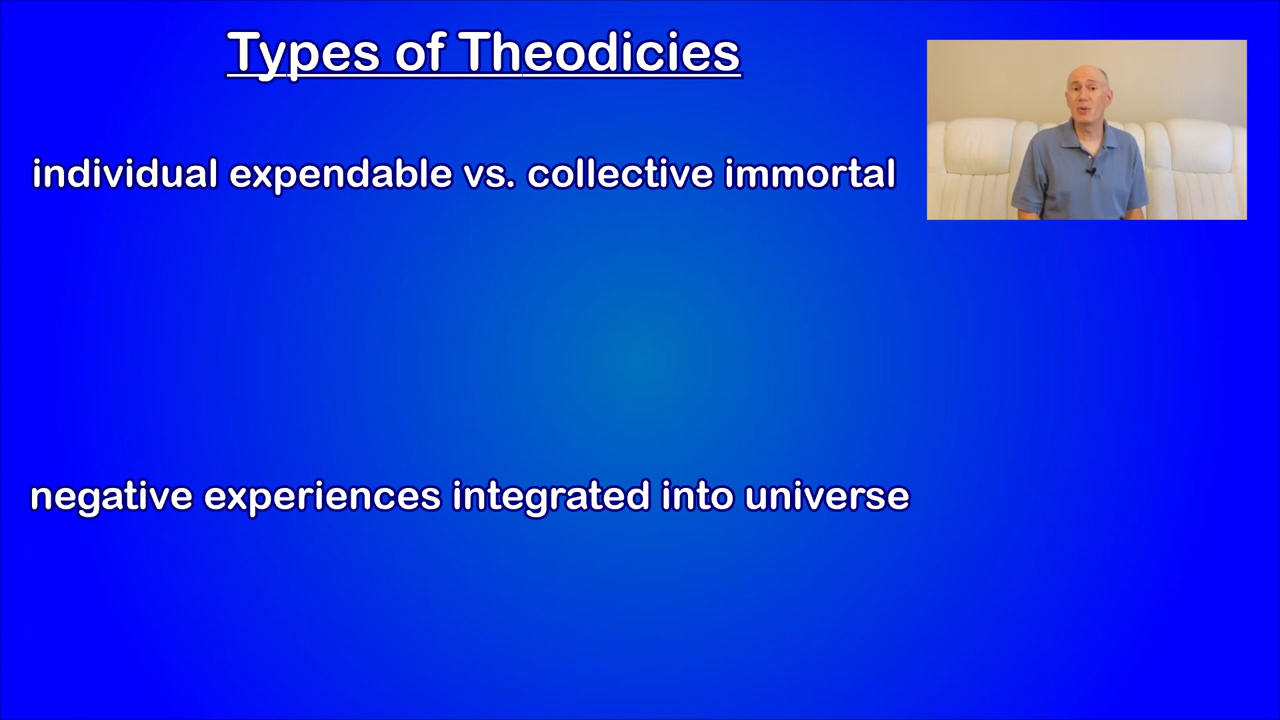 Types of Theodicies
individual expendable vs. collective immortal
negative experiences integrated into universe